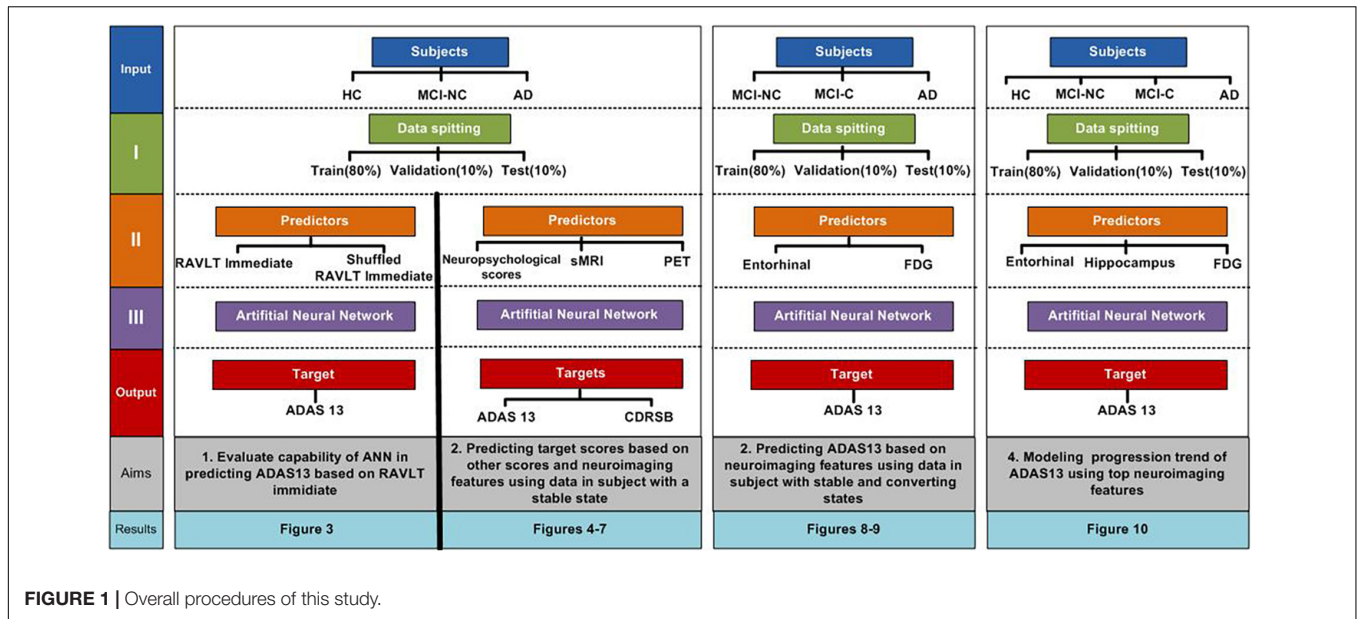 Input
Subjects
HC MCI-NC AD
Subjects
MCI-NC MCI-C AD
Subjects
HC MCI-NC MCI-C AD
I
Data spitting
Train(80%) Validation(10%) Test(10%)
Data spitting
Train(80%) Validation(10%) Test(10%)
Data spitting
Train(80%) Validation(10%) Test(10%)
II
Predictors
RAVLT Immediate
Shuffled
RAVLT Immediate
Predictors
Neuropsychological
scores
sMRI
PET
Predictors
Entorhinal FDG
Predictors
Entorhinal Hippocampus FDG
III
Artifitial Neural Network
Artifitial Neural Network
Artifitial Neural Network
Artifitial Neural Network
Output
Target
ADAS 13
Targets
ADAS 13 CDRSB
Target
ADAS 13
Target
ADAS 13
Aims
1. Evaluate capability of ANN in
predicting ADAS13 based on RAVLT
immidiate
2. Predicting target scores based on
other scores and neuroimaging
features using data in subject with a
stable state
2. Predicting ADAS13 based on
neuroimaging features using data in
subject with stable and converting
states
4. Modeling progression trend of
ADAS13 using top neuroimaging
features
Results
Figure 3
Figures 4-7
Figures 8-9
Figure 10
FIGURE 1 | Overall procedures of this study.